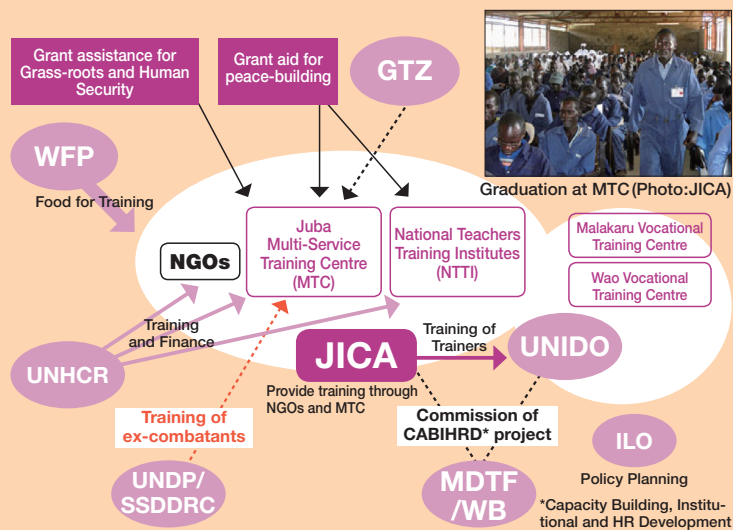 Grant assistance for
Grass-roots and Human
Security
Grant aid for
peace-building
GTZ
WFP
Food for Training
Graduation at MTC (Photo:JICA)
NGOs
Juba
Multi-Service
Training Centre
(MTC)
National Teachers
Training Institutes
(NTTI)
Malakaru Vocational
Training Centre
Wao Vocational
Training Centre
Training
and Finance
UNHCR
JICA
Provide training through
NGOs and MTC
Training of
Trainers
UNIDO
Training of
ex-combatants
UNDP/
SSDDRC
Commission of
CABIHRD* project
MDTF
/WB
ILO
Policy Planning
*Capacity Building, Institu-
tional and HR Development